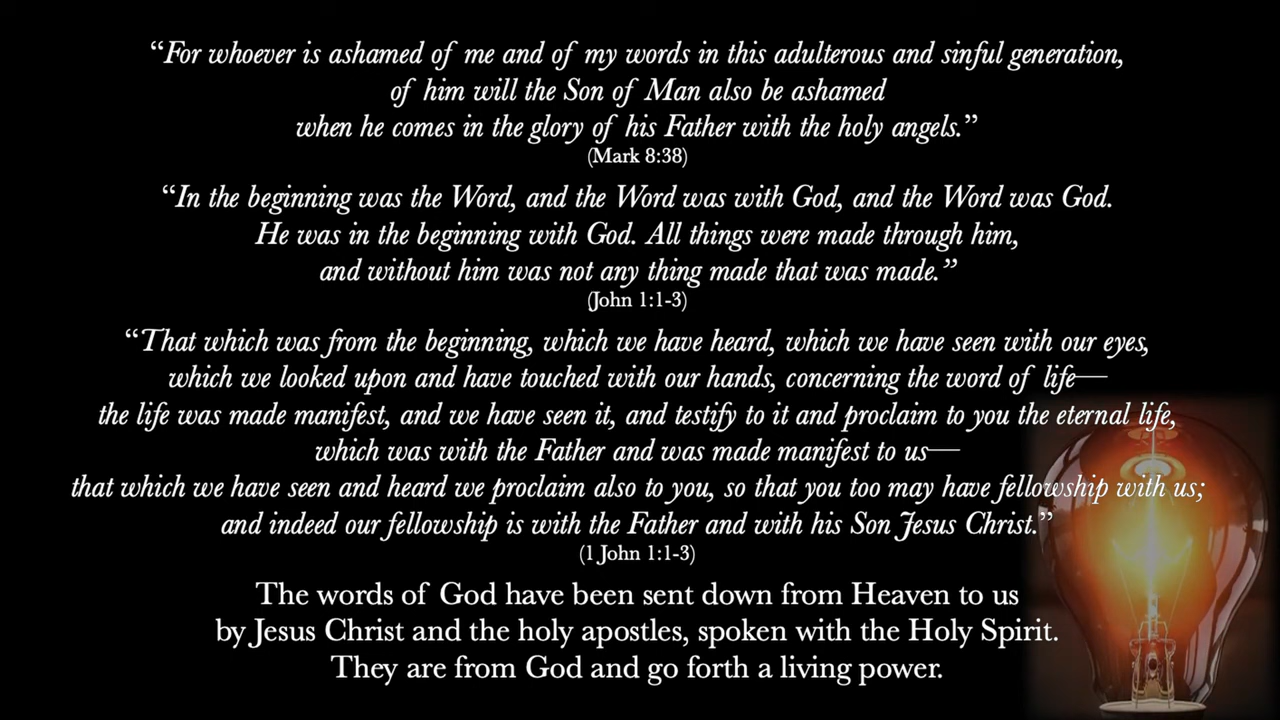 “For whoever is ashamed of me and of my words in this adulterous and sinful generation,
of him will the Son of Man also be ashamed
when he comes in the glory of his Father with the holy angels.”
(Mark 8:38)
“In the beginning was the Word, and the Word was with God, and the Word was God.
He was in the beginning with God. All things were made through him,
and without him was not any thing made that was made.”
(John 1:1-3)
“That which was from the beginning, which we have heard, which we have seen with our eyes,
which we looked upon and have touched with our hands, concerning the word of life—
the life was made manifest, and we have seen it, and testify to it and proclaim to you the eternal life,
which was with the Father and was made manifest to us—
that which we have seen and heard we proclaim also to you, so that you too may have fellowship with us;
and indeed our fellowship is with the Father and with his Son Jesus Christ.”
(1 John 1:1-3)
The words of God have been sent down from Heaven to us
by Jesus Christ and the holy apostles, spoken with the Holy Spirit.
They are from God and go forth a living power.